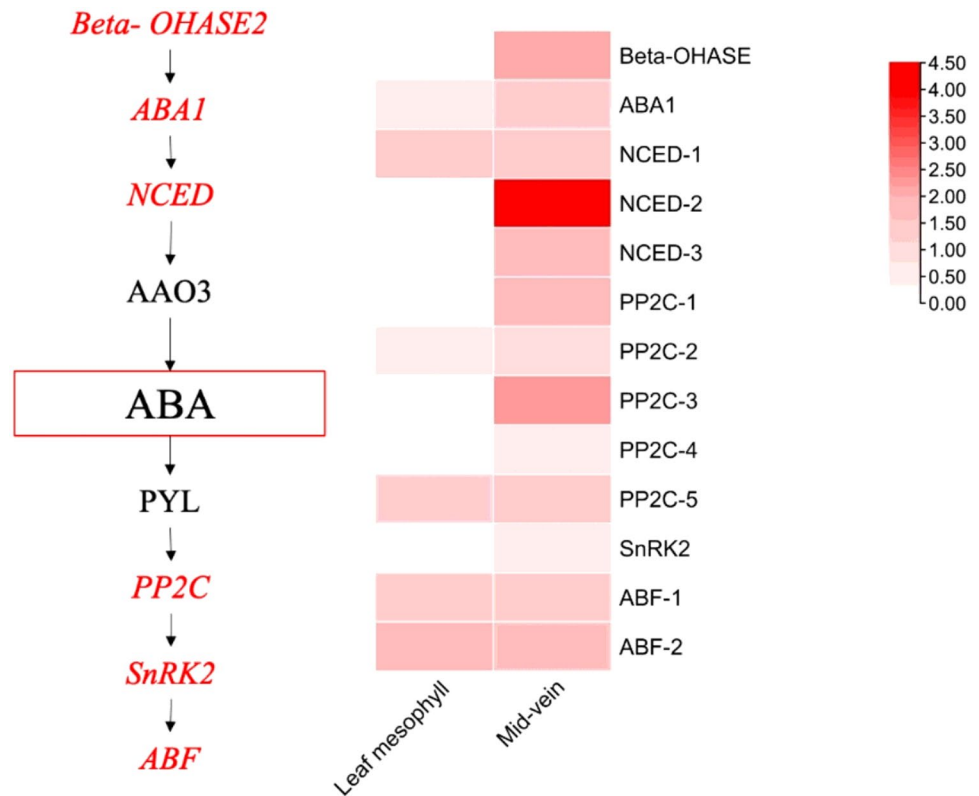 Beta- OHASE2
ABA1
NCED
AAO3
ABA
PYL
PP2C
SnRK2
ABF
Beta-OHASE
ABA1
NCED-1
NCED-2
NCED-3
PP2C-1
PP2C-2
PP2C-3
PP2C-4
PP2C-5
SnRK2
ABF-1
ABF-2
Leaf mesophyll
Mid-vein
4.50
4.00
3.50
3.00
2.50
2.00
1.50
1.00
0.50
0.00